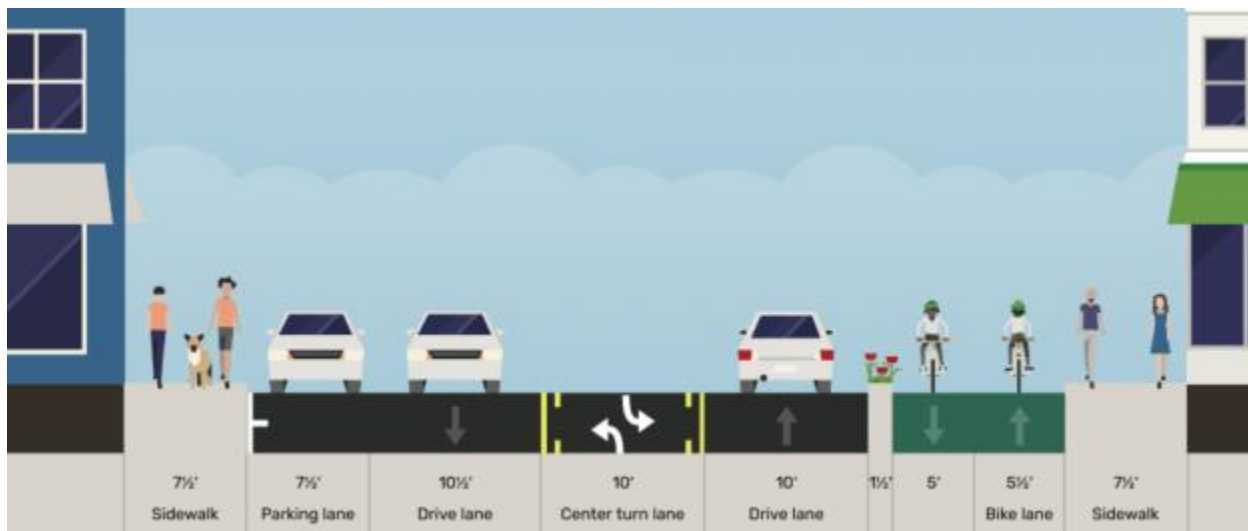 7½' 7½' 10½' 10' 10' 1½' 5' 5½' 7½'
Sidewalk Parking lane Drive lane Center turn lane Drive lane Bike lane Sidewalk